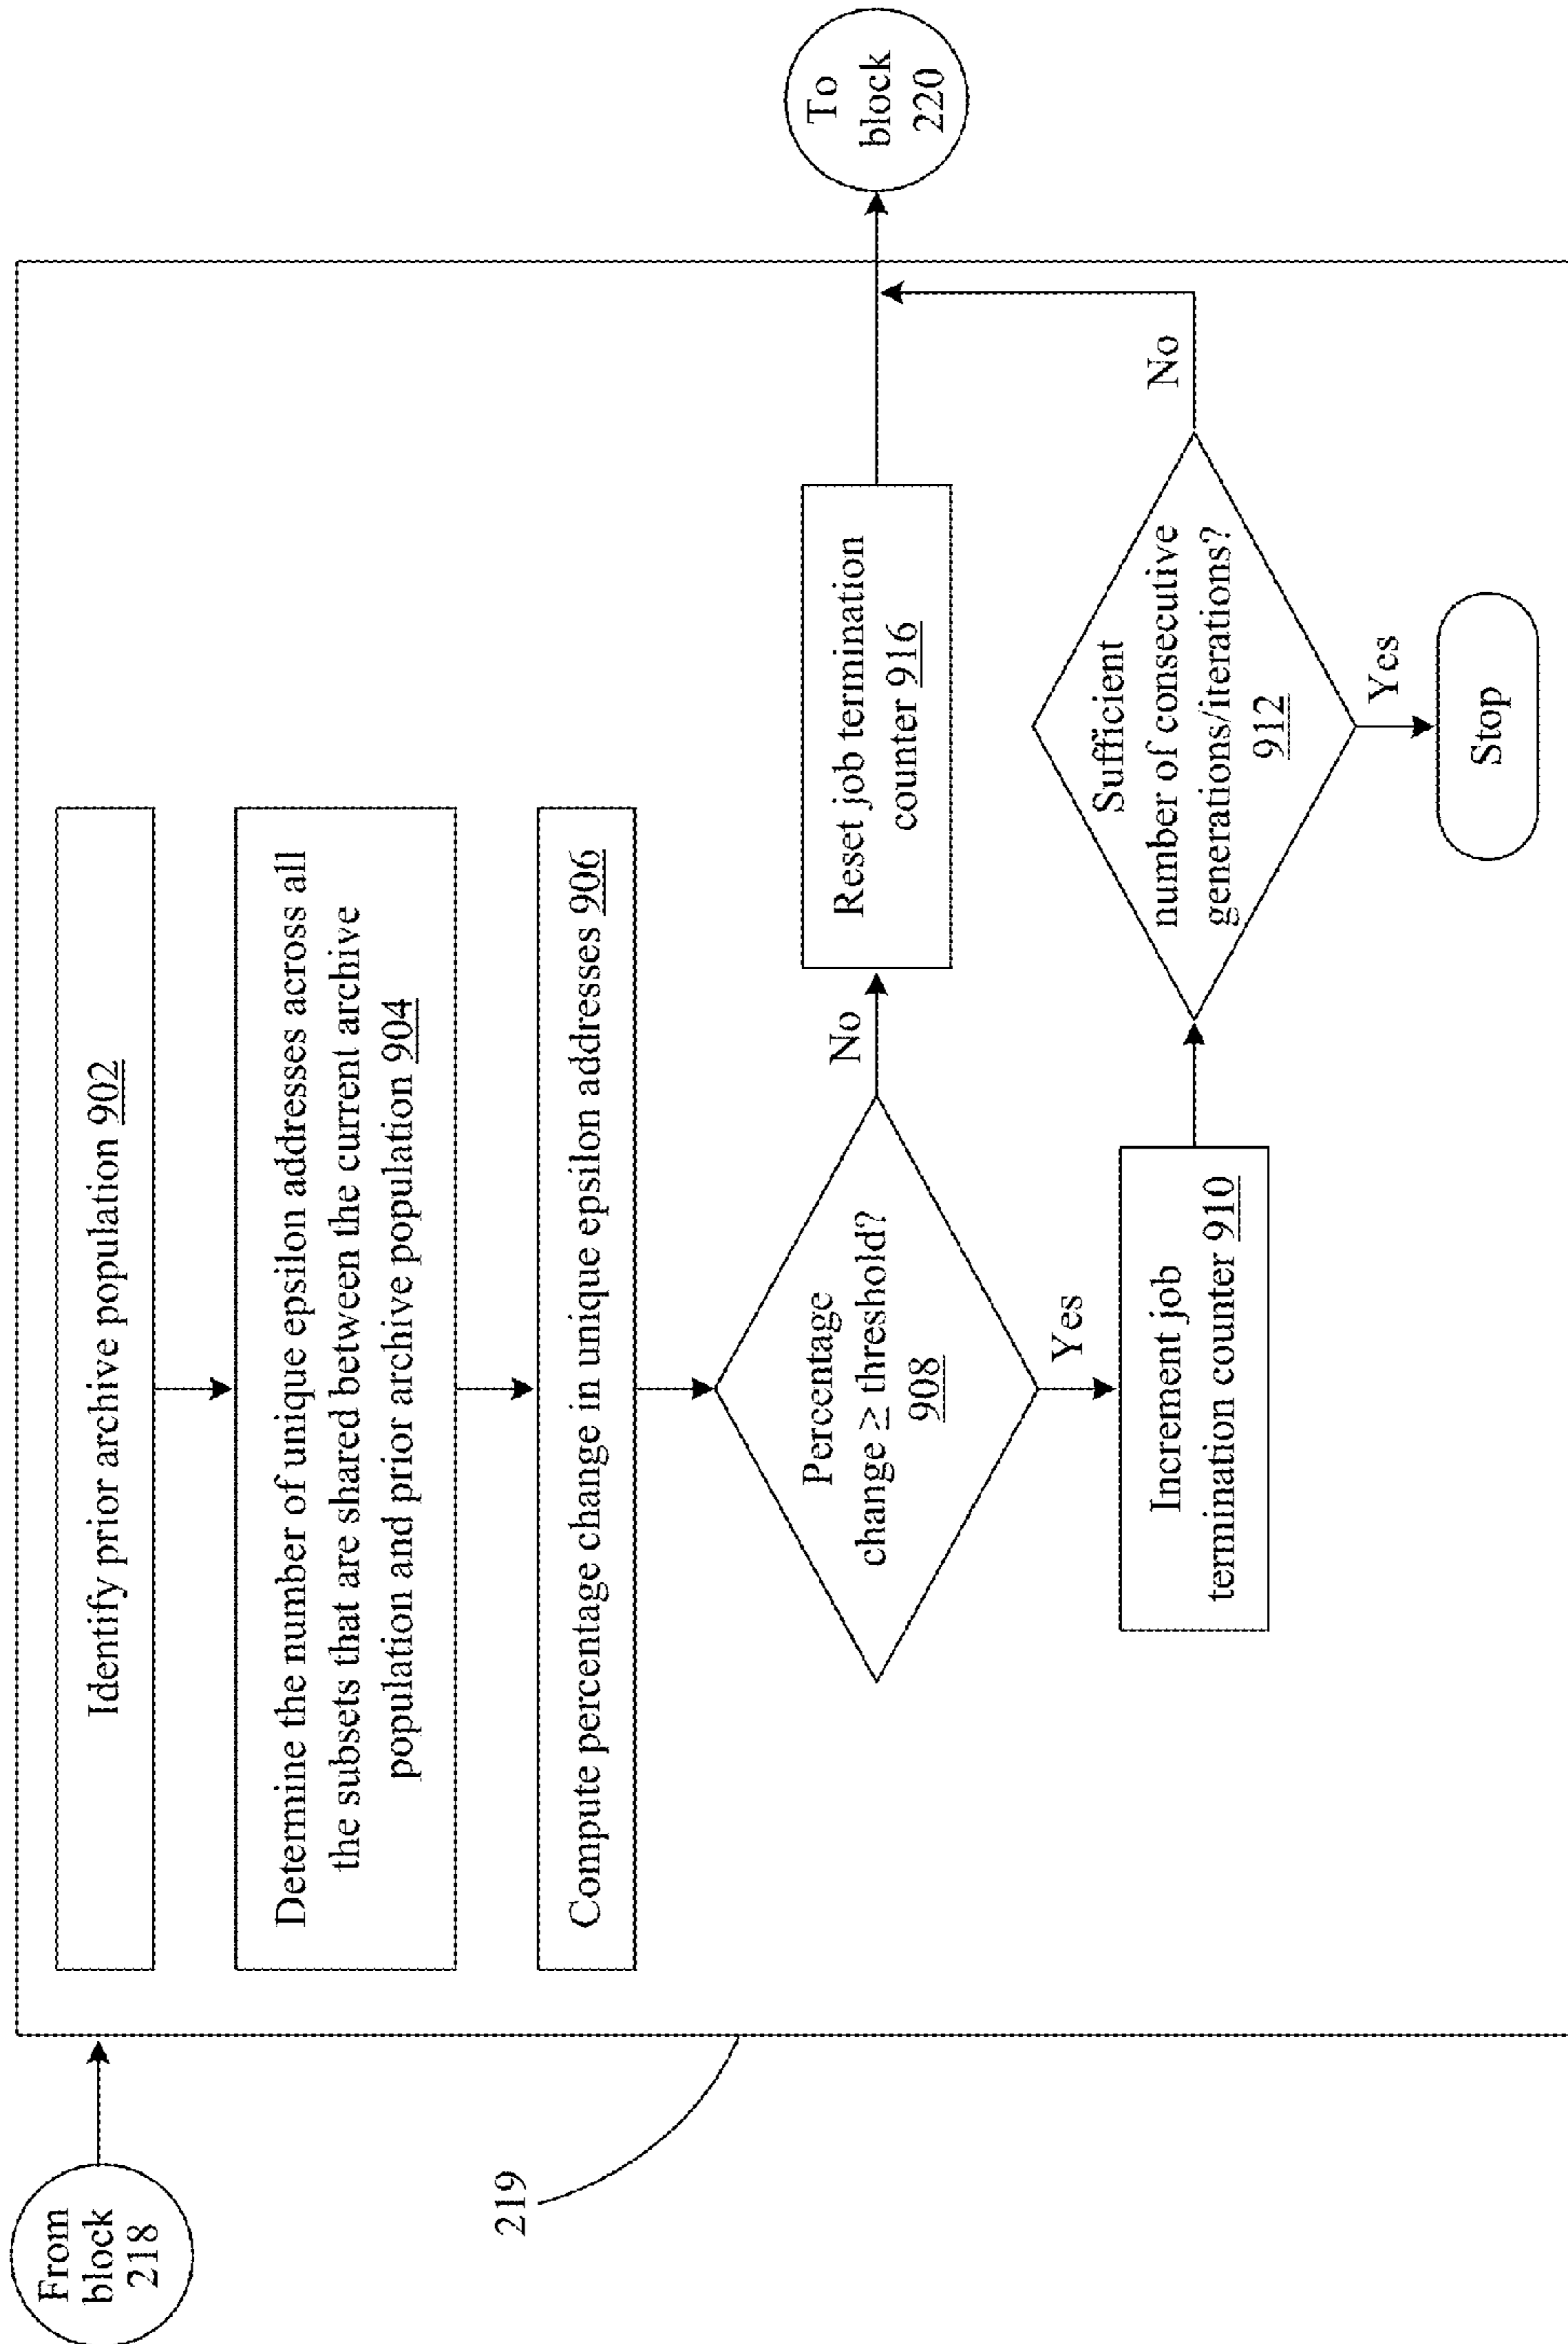 From
block
218
219
Identify prior archive population 902
Determine the number of unique epsilon addresses across all
the subsets that are shared between the current archive
population and prior archive population 904
Compute percentage change in unique epsilon addresses 906
Percentage
change ≥ threshold?
908
No
Yes
Reset job termination
counter 916
Increment job
termination counter 910
Sufficient
number of consecutive
generations/iterations?
912
No
Yes
Stop
To
block
220